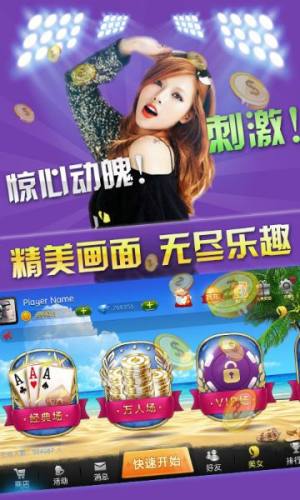 刺激!
惊心动魄!
精美画面 无尽乐趣
Player Name
A A A
经典场
万人场
VIP场
商店
活动
消息
快速开始
好友
美女
排行